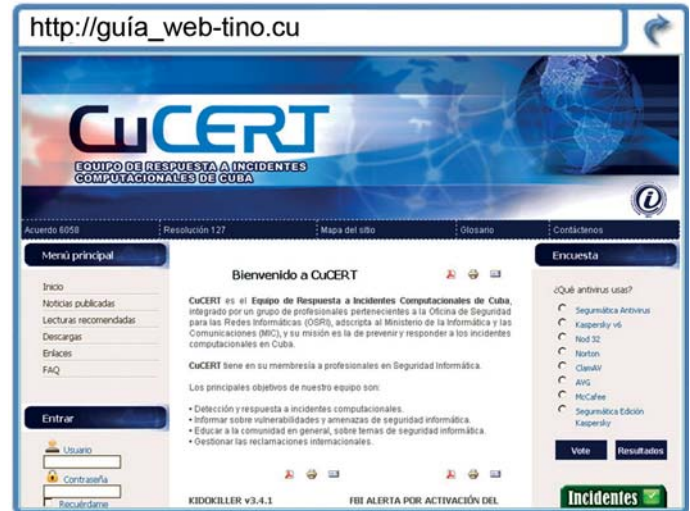 http://guía_web-tino.cu
CuCERT
EQUIPO DE RESPUESTA A INCIDENTES
COMPUTACIONALES DE CUBA
Acuerdo 6058
Resolución 127
Mapa del sitio
Glosario
Contáctenos
Menú principal
Inicio
Noticias publicadas
Lecturas recomendadas
Descargas
Enlaces
FAQ
Entrar
Usuario
Contraseña
Recuérdame
Bienvenido a CuCERT
CuCERT es el Equipo de Respuesta a Incidentes Computacionales de Cuba,
integrado por un grupo de profesionales pertenecientes a la Oficina de Seguridad
para las Redes Informáticas (OSRI), adscripta al Ministerio de la Informática y las
Comunicaciones (MIC), y su misión es la de prevenir y responder a los incidentes
computacionales en Cuba.
CuCERT tiene en su membresía a profesionales en Seguridad Informática.
Los principales objetivos de nuestro equipo son:
• Detección y respuesta a incidentes computacionales.
• Informar sobre vulnerabilidades y amenazas de seguridad informática.
• Educar a la comunidad en general, sobre temas de seguridad informática.
• Gestionar las reclamaciones internacionales.
KIDOKILLER v3.4.1
FBI ALERTA POR ACTIVACIÓN DEL
Encuesta
¿Qué antivirus usas?
Segurmática Antivirus
Kaspersky v6
Nod 32
Norton
ClamAV
AVG
McCafee
Segurmática Edición
Kaspersky
Vote
Resultados
Incidentes